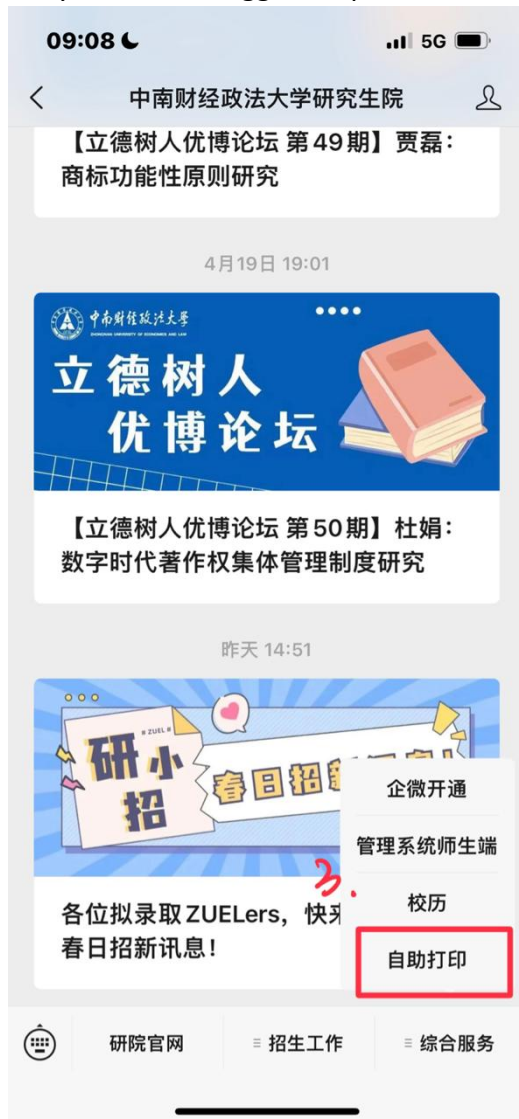 09:08
5G
中南财经政法大学研究生院
【立德树人优博论坛 第49期】贾磊：
商标功能性原则研究
4月19日 19:01
中南财经政法大学
ZHONGNAN UNIVERSITY OF ECONOMICS AND LAW
立德树人
优博论坛
【立德树人优博论坛 第50期】杜娟：
数字时代著作权集体管理制度研究
昨天 14:51
# ZUEL #
研小
招
春日招新
企微开通
管理系统师生端
3.
校历
各位拟录取ZUELers，快来
春日招新讯息！
自助打印
研院官网
招生工作
综合服务